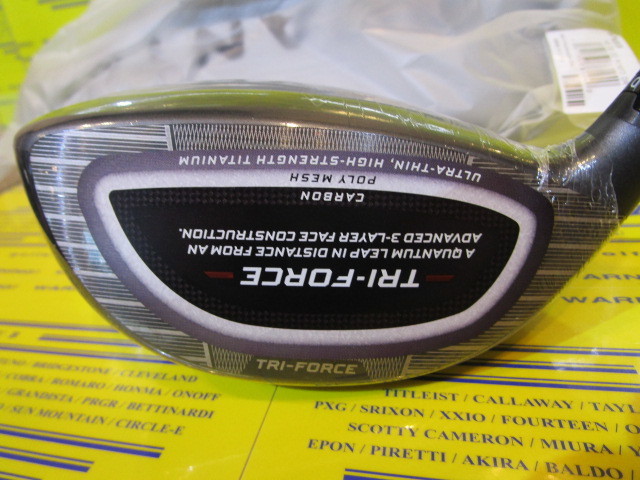 ULTRA-THIN, HIGH-STRENGTH TITANIUM
POLY MESH
CARBON
TRI-FORCE
A QUANTUM LEAP IN DISTANCE FROM AN
ADVANCED 3-LAYER FACE CONSTRUCTION.
TRI-FORCE
BRIDGESTONE / CLEVELAND
COBRA / ROMARO / HONMA / ONOFF
GRANDISTA / PRGR / BETTINARDI
SUN MOUNTAIN / CIRCLE-E
TITLEIST / CALLAWAY /
PXG / SRIXON / XXIO / FOURTEEN /
SCOTTY CAMERON / MIURA /
EPON / PIRETTI / AKIRA / BALDO /